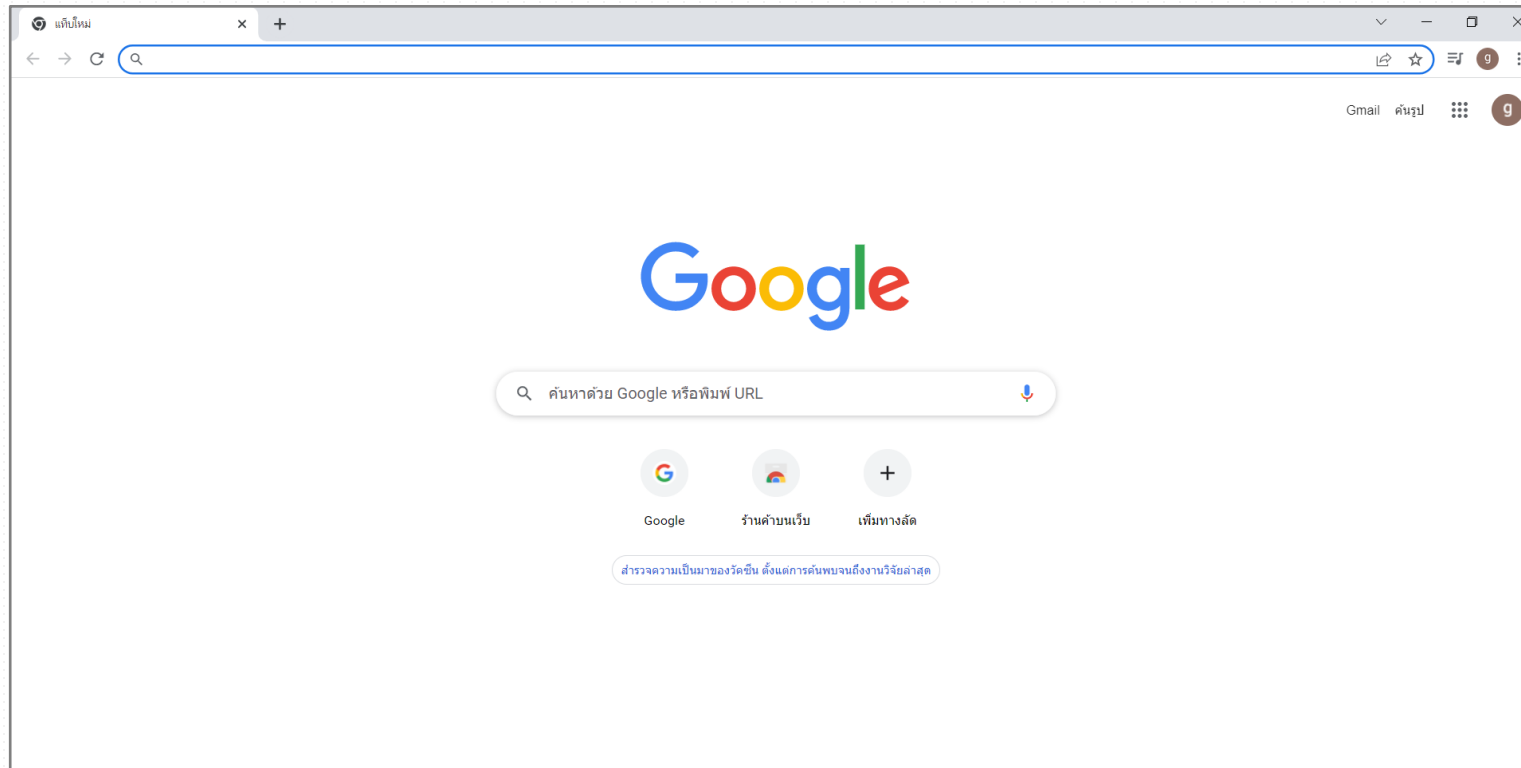 แท็บใหม่
Gmail ค้นรูป
g
g
Google
ค้นหาด้วย Google หรือพิมพ์ URL
Google ร้านค้าบนเว็บ เพิ่มทางลัด
สำรวจความเป็นมาของวัคซีน ตั้งแต่การค้นพบจนถึงงานวิจัยล่าสุด